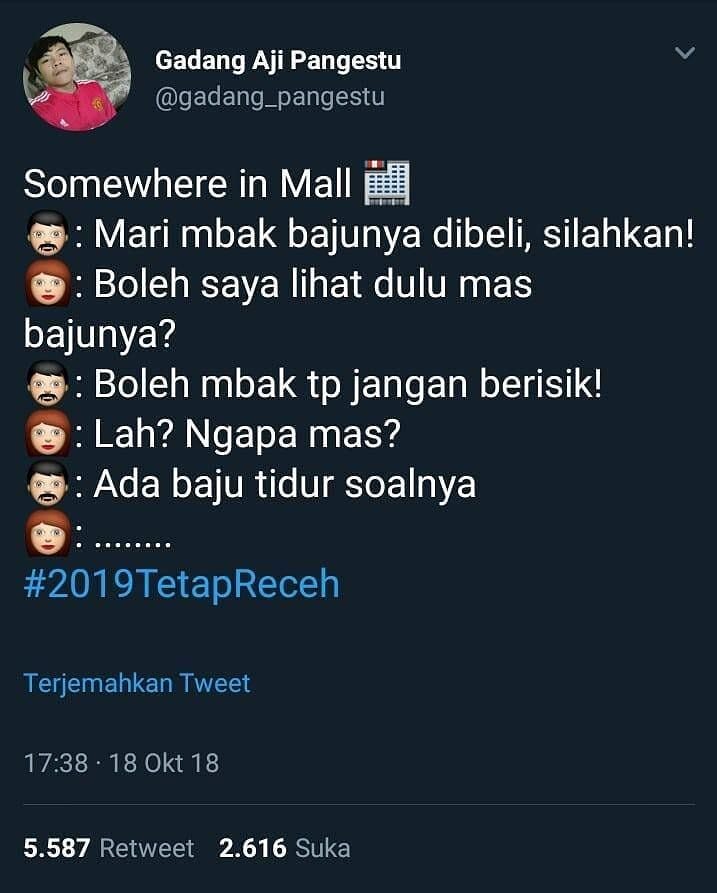 Gadang Aji Pangestu
@gadang_pangestu
Somewhere in Mall 🏬
👨: Mari mbak bajunya dibeli, silahkan!
👩: Boleh saya lihat dulu mas
bajunya?
👨: Boleh mbak tp jangan berisik!
👩: Lah? Ngapa mas?
👨: Ada baju tidur soalnya
👩: ........
#2019TetapReceh
Terjemahkan Tweet
17:38 · 18 Okt 18
5.587 Retweet 2.616 Suka